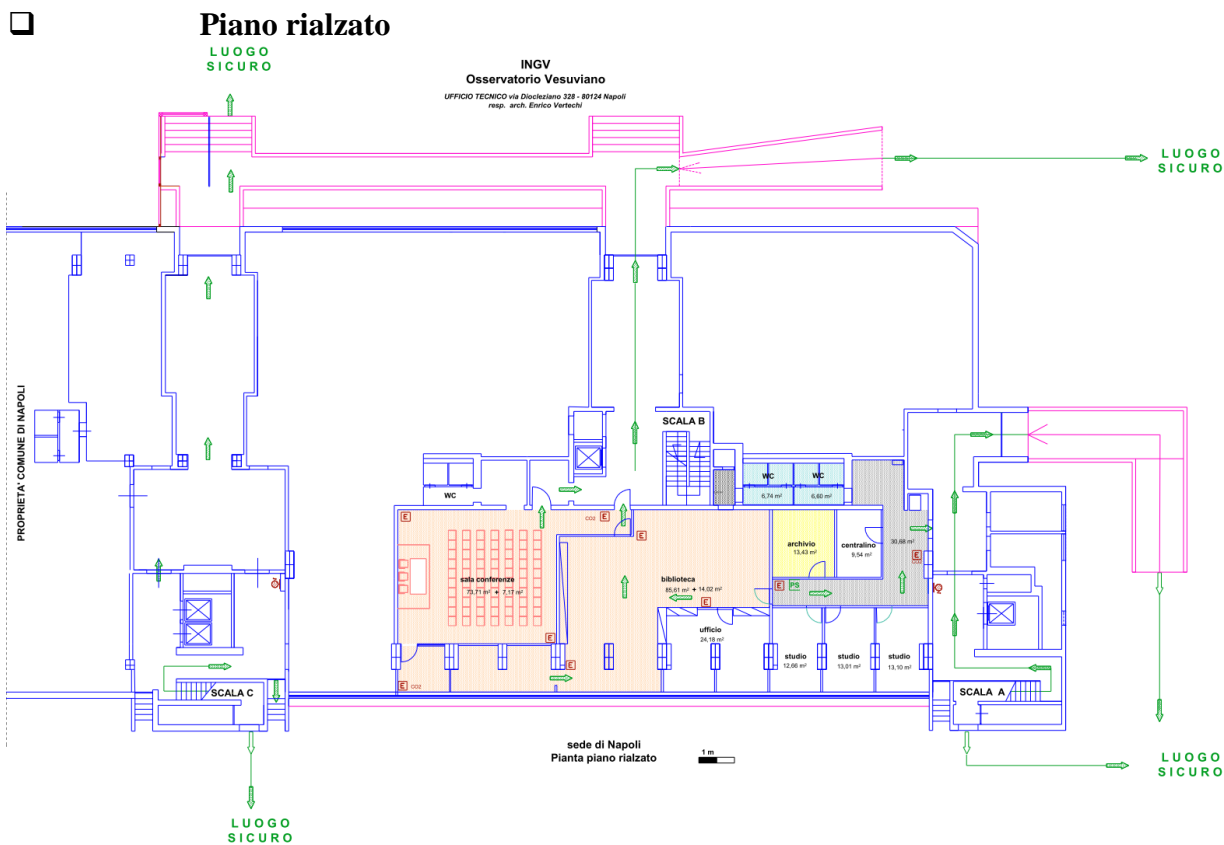 Piano rialzato
LUOGO
SICURO
INGV
Osservatorio Vesuviano
UFFICIO TECNICO via Diocleziano 328 - 80124 Napoli
resp. arch. Enrico Vertechi
LUOGO
SICURO
PROPRIETA COMUNE DI NAPOLI
SCALA B
WC
WC
WC
6,74 m²
6,60 m²
E
CO2
E
E
archivio
13,43 m²
centralino
9,54 m²
30,68 m²
E
CO2
sala conferenze
73,71 m² + 7,17 m²
biblioteca
85,61 m² + 14,02 m²
E
PS
E
ufficio
24,18 m²
E
E
studio
12,66 m²
studio
13,01 m²
studio
13,10 m²
E
CO2
SCALA C
SCALA A
sede di Napoli
Pianta piano rialzato
1 m
LUOGO
SICURO
LUOGO
SICURO